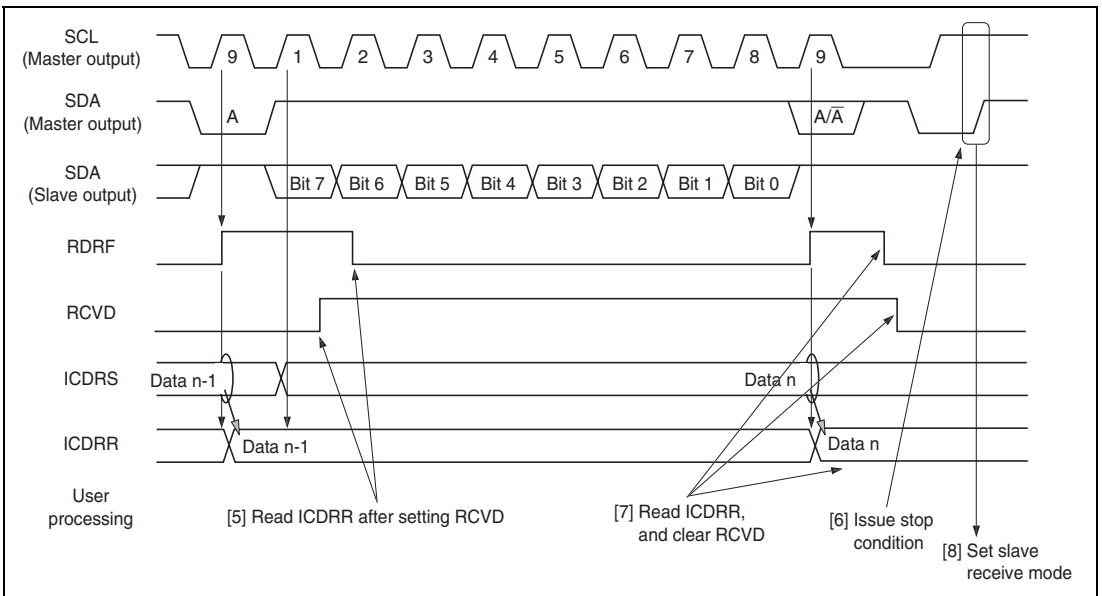 SCL
(Master output)
9 1 2 3 4 5 6 7 8 9
SDA
(Master output)
A A/A̅
SDA
(Slave output)
Bit 7 Bit 6 Bit 5 Bit 4 Bit 3 Bit 2 Bit 1 Bit 0
RDRF
RCVD
ICDRS
Data n-1 Data n
ICDRR
Data n-1 Data n
User
processing
[5] Read ICDRR after setting RCVD
[7] Read ICDRR,
and clear RCVD
[6] Issue stop
condition
[8] Set slave
receive mode